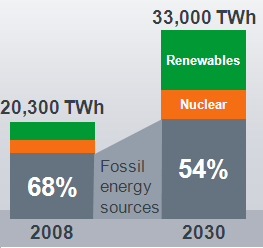 33,000 TWh
Renewables
20,300 TWh
Nuclear
68%
Fossil
energy
sources
54%
2008
2030